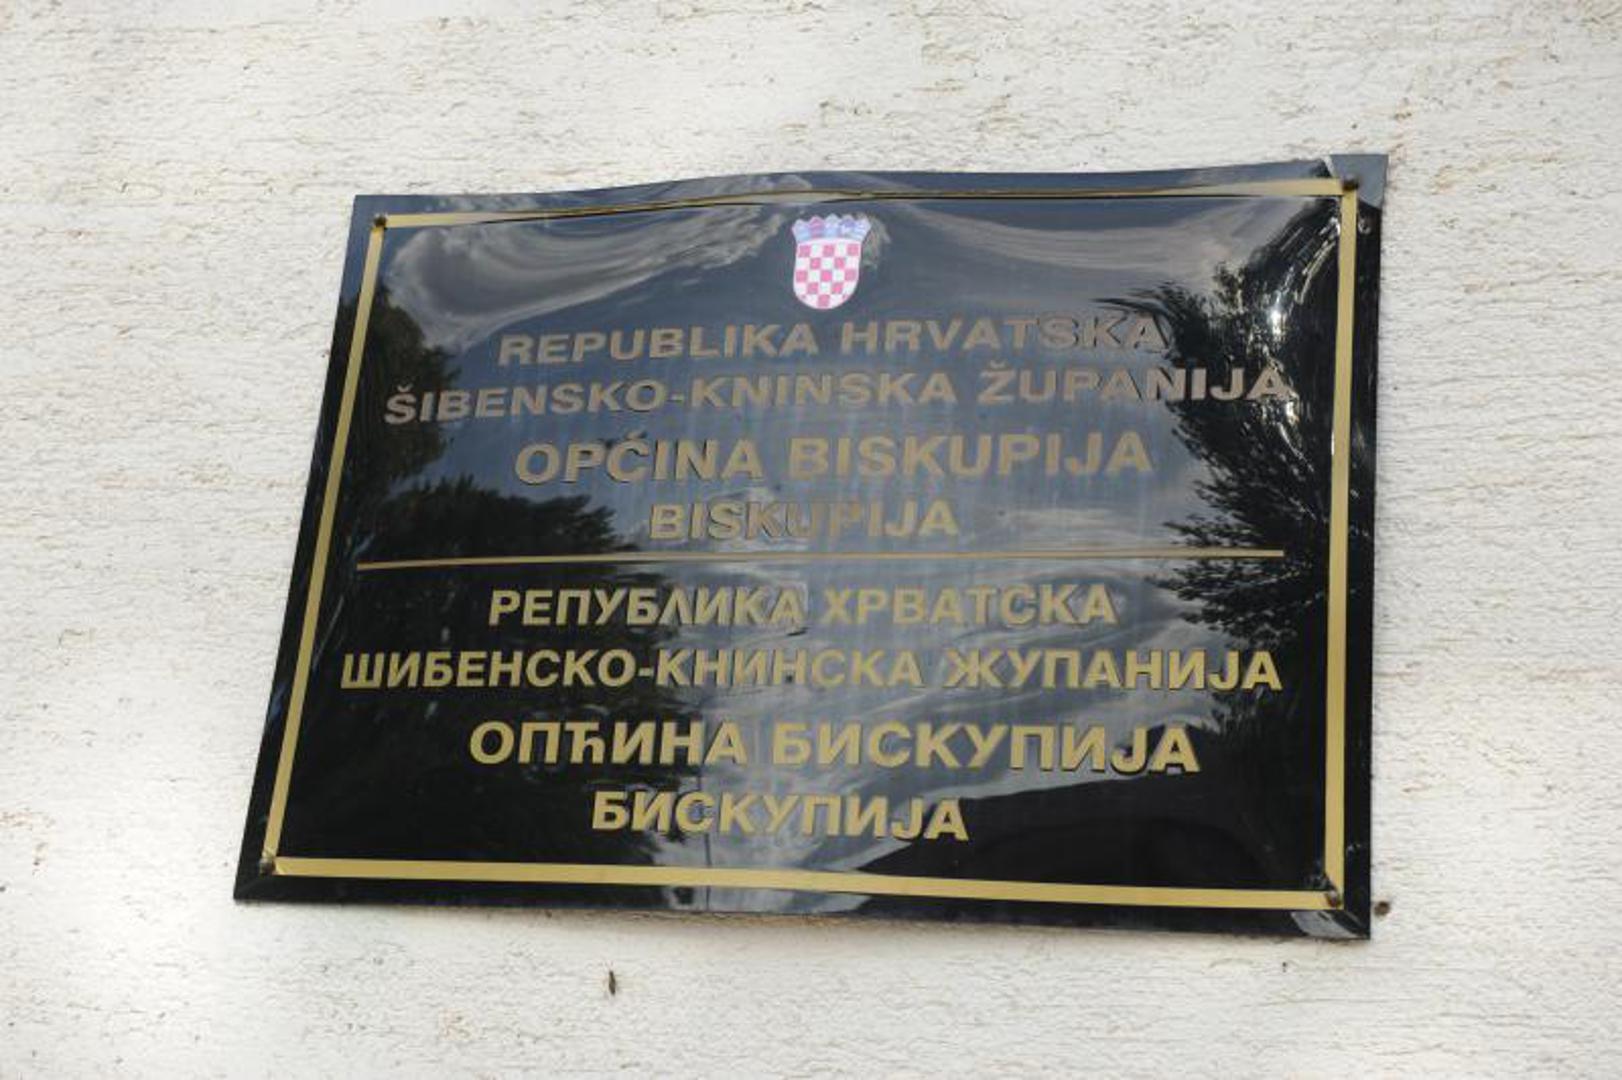 REPUBLIKA HRVATSKA
ŠIBENSKO-KNINSKA ŽUPANIJA
OPĆINA BISKUPIJA
BISKUPIJA
РЕПУБЛИКА ХРВАТСКА
ШИБЕНСКО-КНИНСКА ЖУПАНИЈА
ОПЋИНА БИСКУПИЈА
БИСКУПИЈА